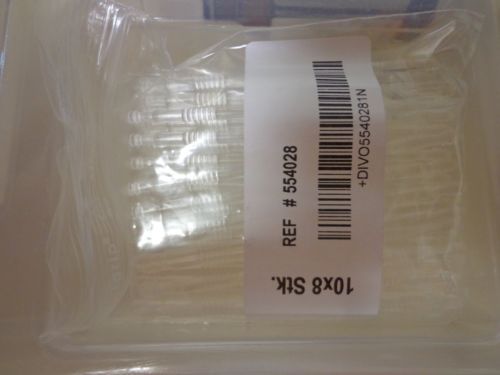 10x8 Stk.
REF # 554028
+DIVO5540281N